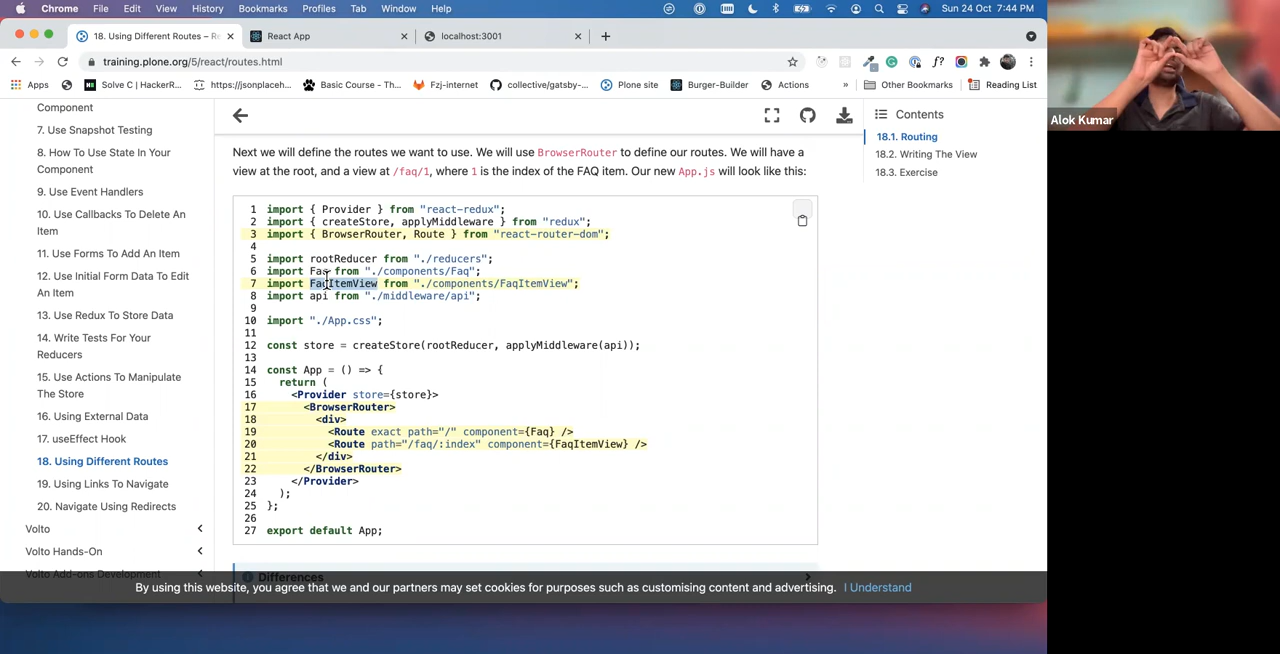 Chrome File Edit View History Bookmarks Profiles Tab Window Help Sun 24 Oct 7:44 PM
18. Using Different Routes – Re React App localhost:3001
training.plone.org/5/react/routes.html
Apps Solve C | HackerR... https://jsonplaceh... Basic Course - Th... Fzj-internet collective/gatsby-... Plone site Burger-Builder Actions » Other Bookmarks Reading List
Component
7. Use Snapshot Testing
8. How To Use State In Your
Component
9. Use Event Handlers
10. Use Callbacks To Delete An
Item
11. Use Forms To Add An Item
12. Use Initial Form Data To Edit
An Item
13. Use Redux To Store Data
14. Write Tests For Your
Reducers
15. Use Actions To Manipulate
The Store
16. Using External Data
17. useEffect Hook
18. Using Different Routes
19. Using Links To Navigate
20. Navigate Using Redirects
Volto
Volto Hands-On
Volto Add-ons Development
Next we will define the routes we want to use. We will use BrowserRouter to define our routes. We will have a
view at the root, and a view at /faq/1, where 1 is the index of the FAQ item. Our new App.js will look like this:
1 import { Provider } from "react-redux";
2 import { createStore, applyMiddleware } from "redux";
3 import { BrowserRouter, Route } from "react-router-dom";
4
5 import rootReducer from "./reducers";
6 import Faq from "./components/Faq";
7 import FaqItemView from "./components/FaqItemView";
8 import api from "./middleware/api";
9
10 import "./App.css";
11
12 const store = createStore(rootReducer, applyMiddleware(api));
13
14 const App = () => {
15 return (
16 <Provider store={store}>
17 <BrowserRouter>
18 <div>
19 <Route exact path="/" component={Faq} />
20 <Route path="/faq/:index" component={FaqItemView} />
21 </div>
22 </BrowserRouter>
23 </Provider>
24 );
25 };
26
27 export default App;
Differences
Contents
18.1. Routing
18.2. Writing The View
18.3. Exercise
By using this website, you agree that we and our partners may set cookies for purposes such as customising content and advertising. I Understand
Alok Kumar